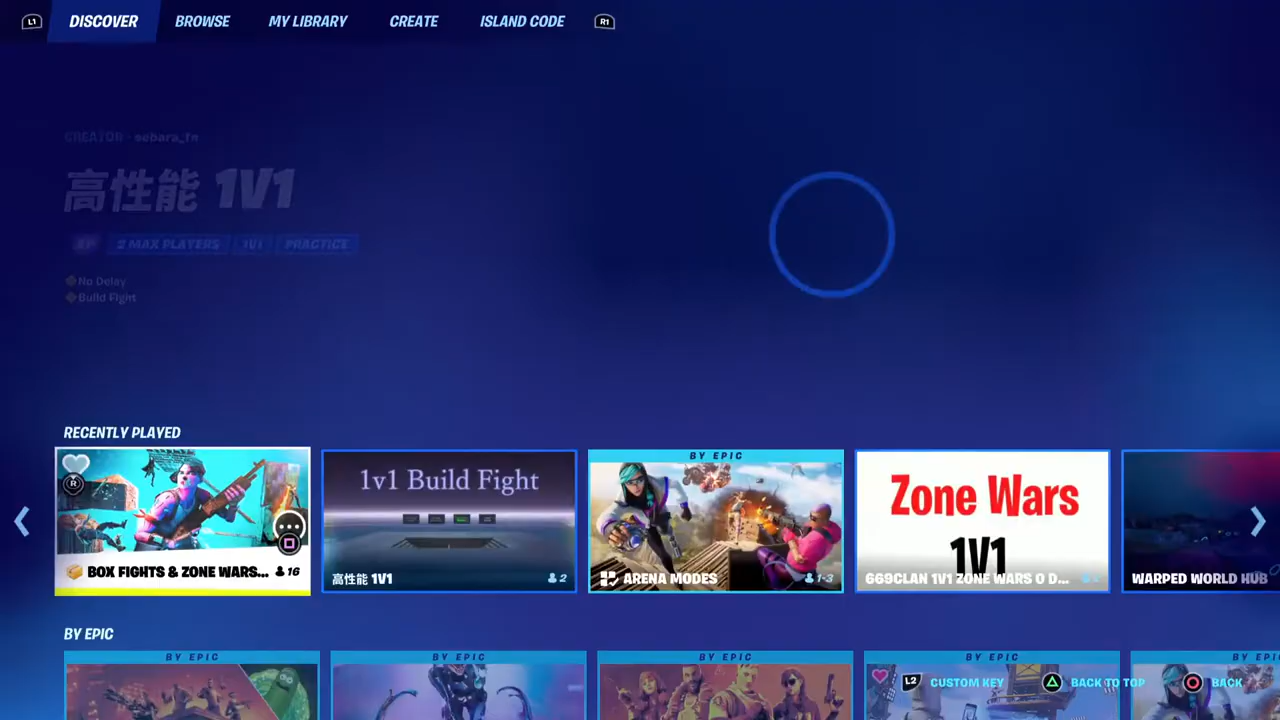 L1 DISCOVER BROWSE MY LIBRARY CREATE ISLAND CODE R1
CREATOR - sebara_fn
高性能 1V1
2 MAX PLAYERS 1V1 PRACTICE
No Delay
Build Fight
RECENTLY PLAYED
R
BOX FIGHTS & ZONE WARS... 16
1v1 Build Fight
高性能 1V1 2
BY EPIC
ARENA MODES 1-3
Zone Wars
1V1
669CLAN 1V1 ZONE WARS 0 D...
WARPED WORLD HUB
BY EPIC
BY EPIC
BY EPIC
BY EPIC
BY EPIC
BY EPI
L2 CUSTOM KEY BACK TO TOP BACK